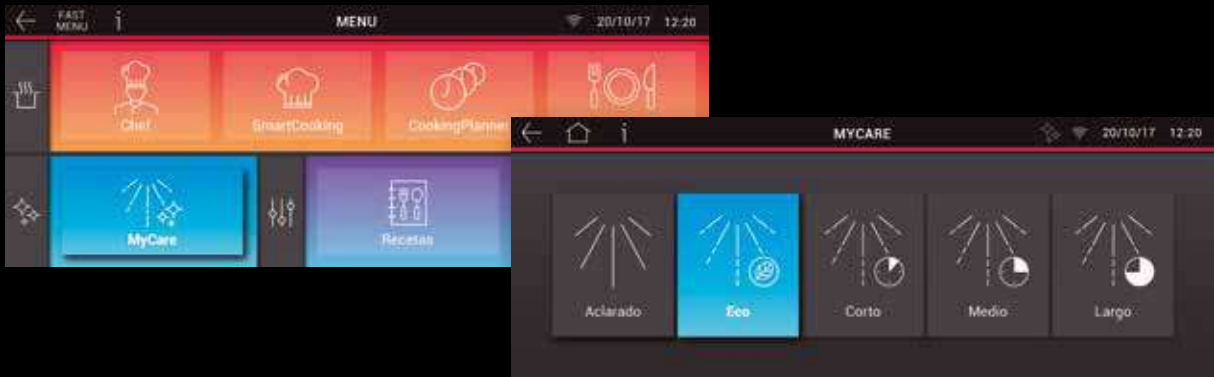 FAST MENU
MENU
20/10/17 12:20
Chef
SmartCooking
CookingPlanner
MyCare
Recetas
MYCARE
20/10/17 12:20
Aclarado
Eco
Corto
Medio
Largo